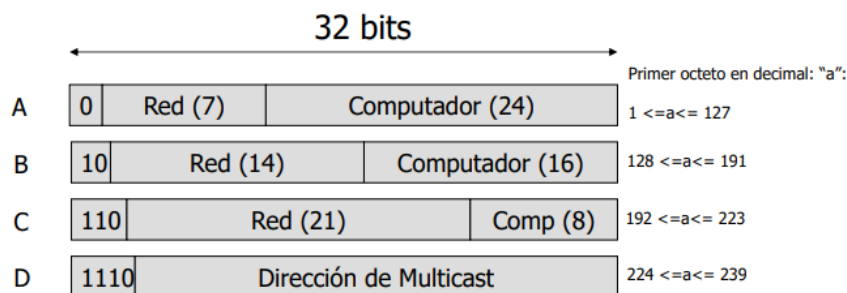 32 bits
Primer octeto en decimal: “a”:
A 0 Red (7) Computador (24) 1 <=a<= 127
B 10 Red (14) Computador (16) 128 <=a<= 191
C 110 Red (21) Comp (8) 192 <=a<= 223
D 1110 Dirección de Multicast 224 <=a<= 239